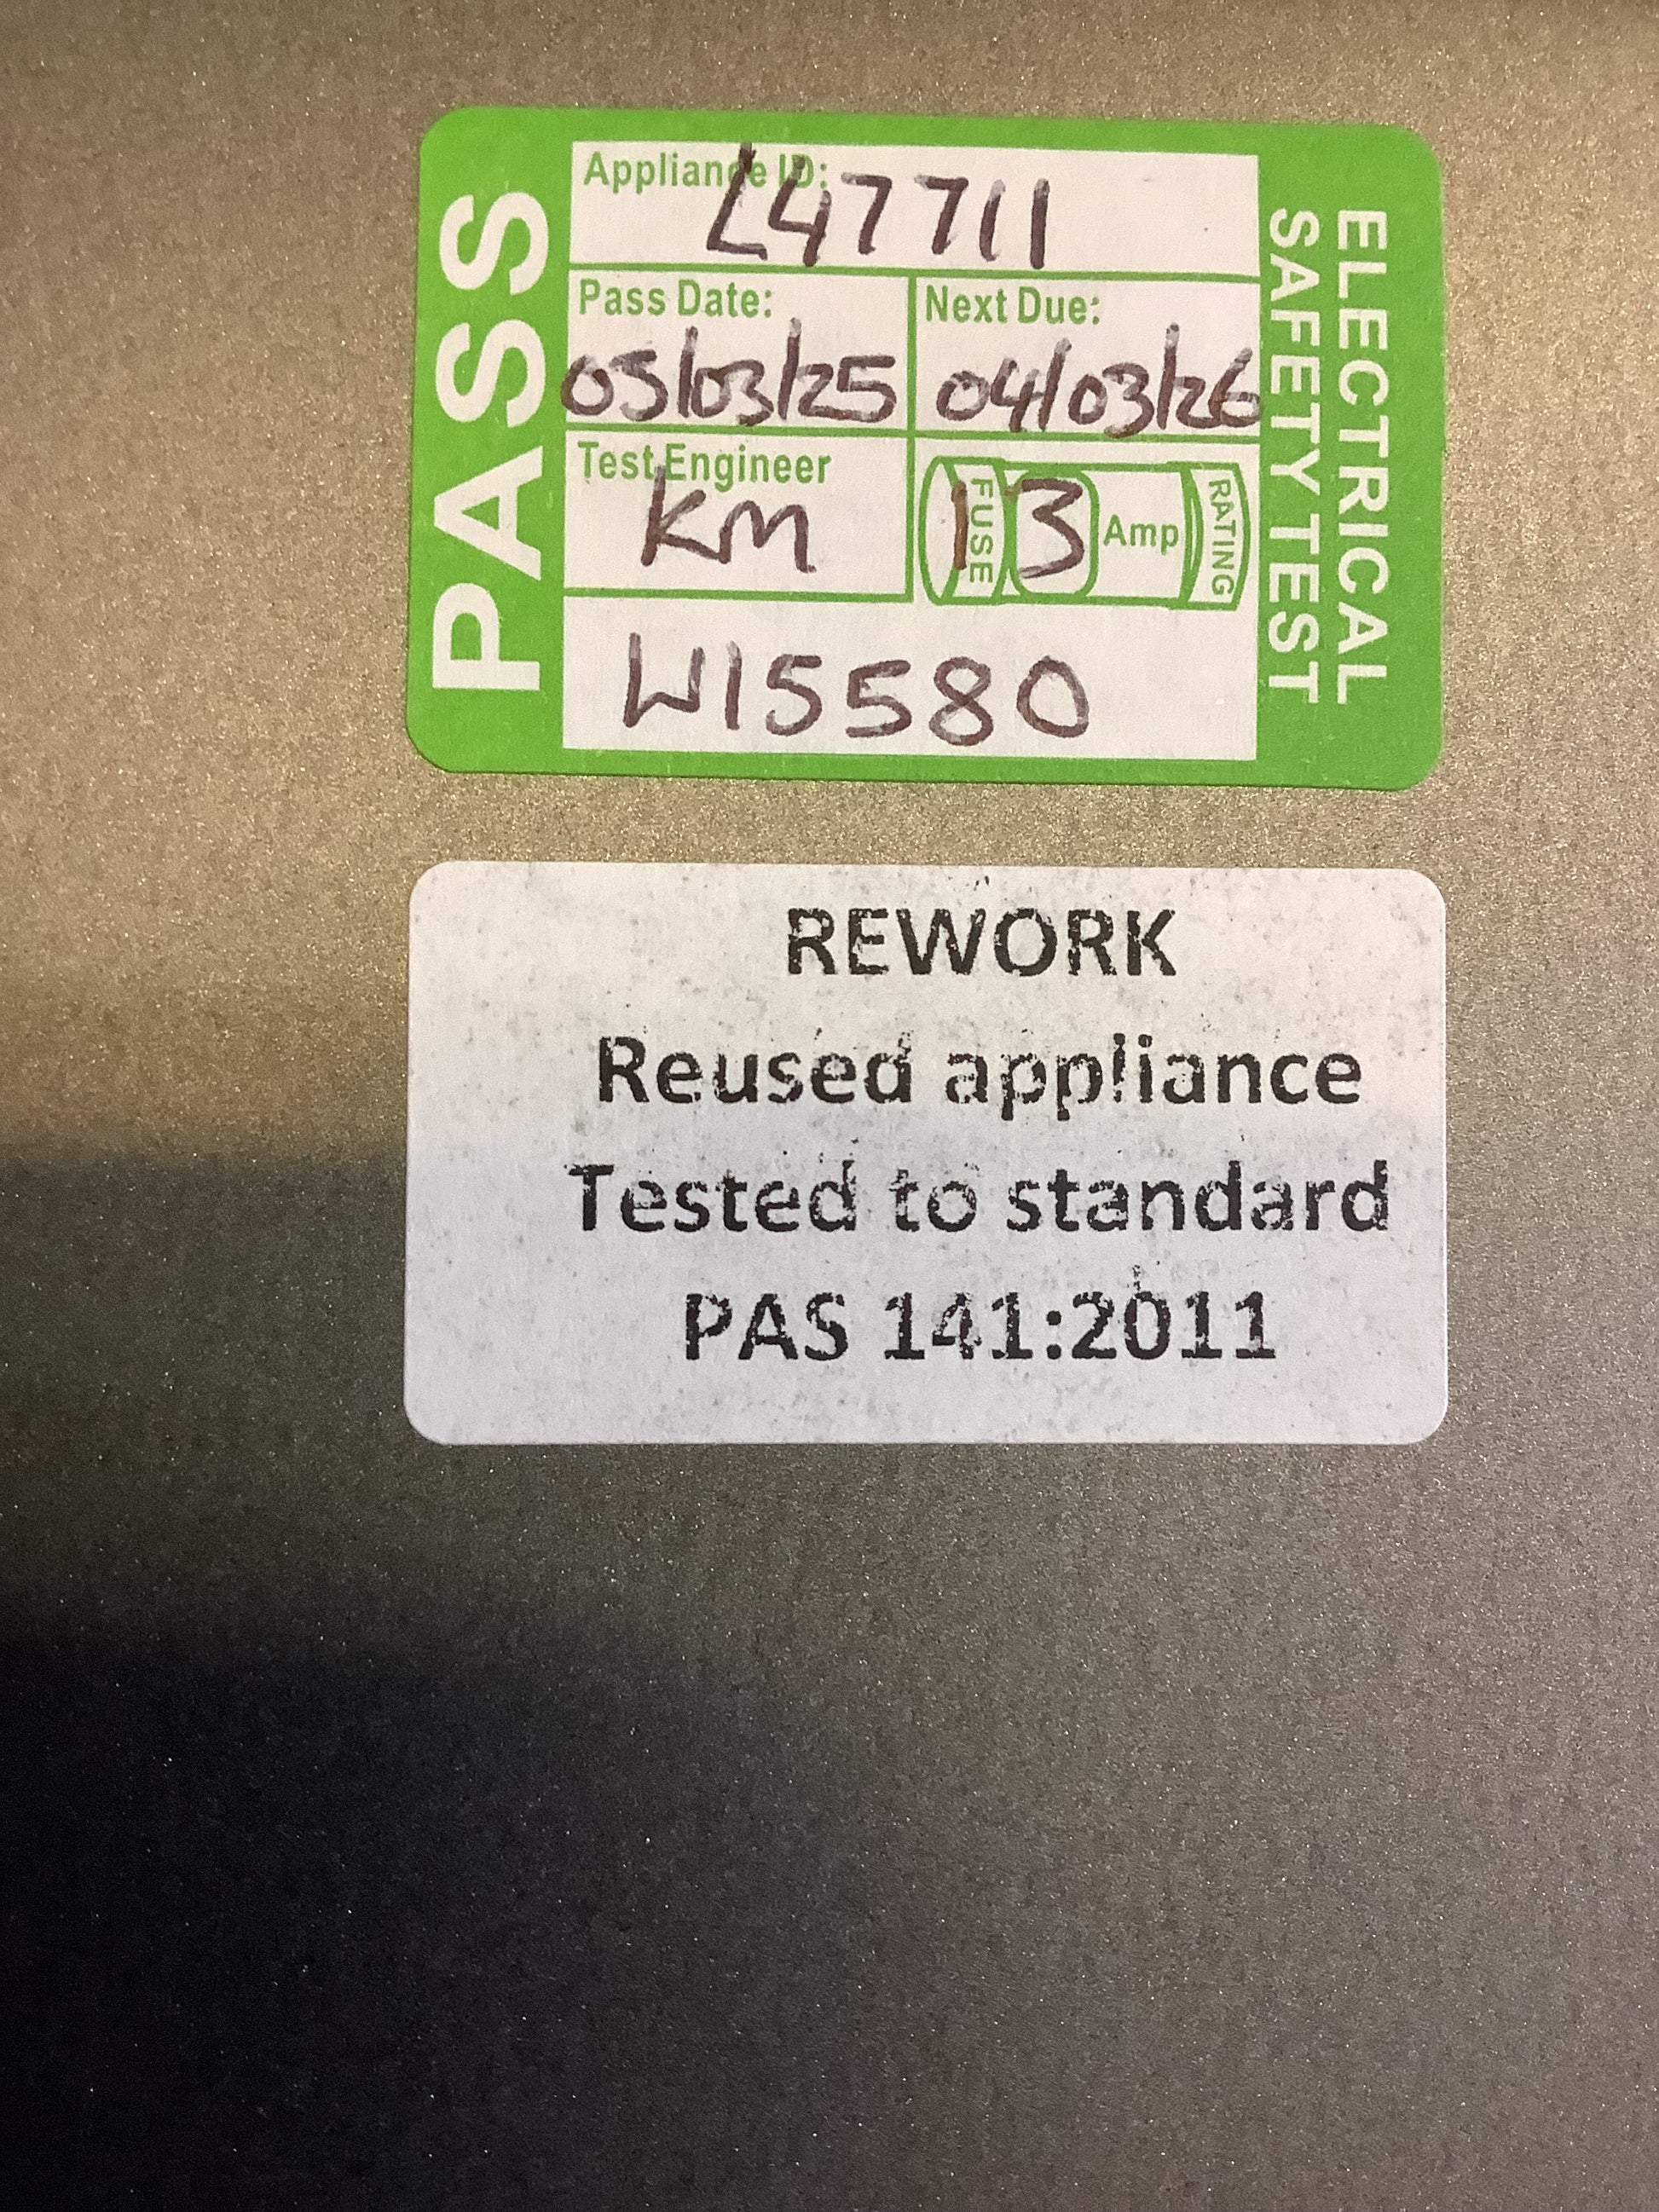 PASS
Appliance ID:
L47711
Pass Date:
05/03/25
Next Due:
04/03/26
Test Engineer
KM
FUSE
13
Amp
RATING
W15580
ELECTRICAL
SAFETY TEST
REWORK
Reused appliance
Tested to standard
PAS 141:2011